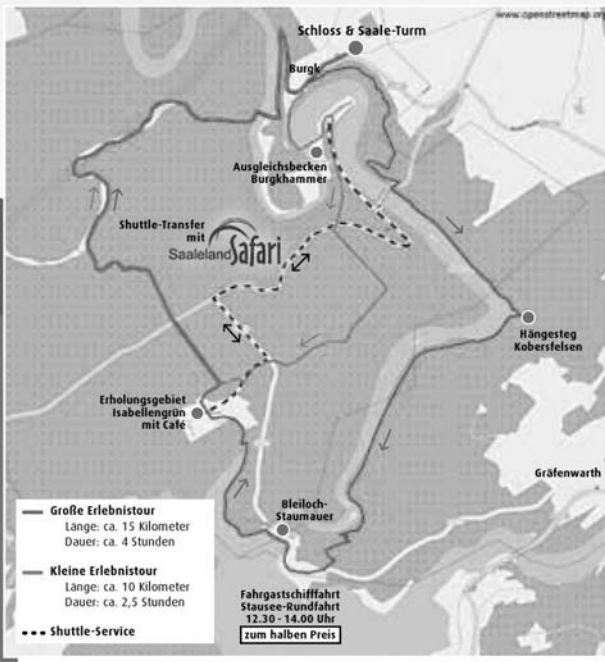 www.openstreetmap.org
Schloss & Saale-Turm
Burgk
Ausgleichsbecken
Burgkhammer
Shuttle-Transfer
mit
Saaleland Safari
Hängesteg
Kobersfelsen
Erholungsgebiet
Isabellengrün
mit Café
Gräfenwarth
Bleiloch-
Staumauer
Große Erlebnistour
Länge: ca. 15 Kilometer
Dauer: ca. 4 Stunden
Kleine Erlebnistour
Länge: ca. 10 Kilometer
Dauer: ca. 2,5 Stunden
Shuttle-Service
Fahrgastschifffahrt
Stausee-Rundfahrt
12.30 - 14.00 Uhr
zum halben Preis